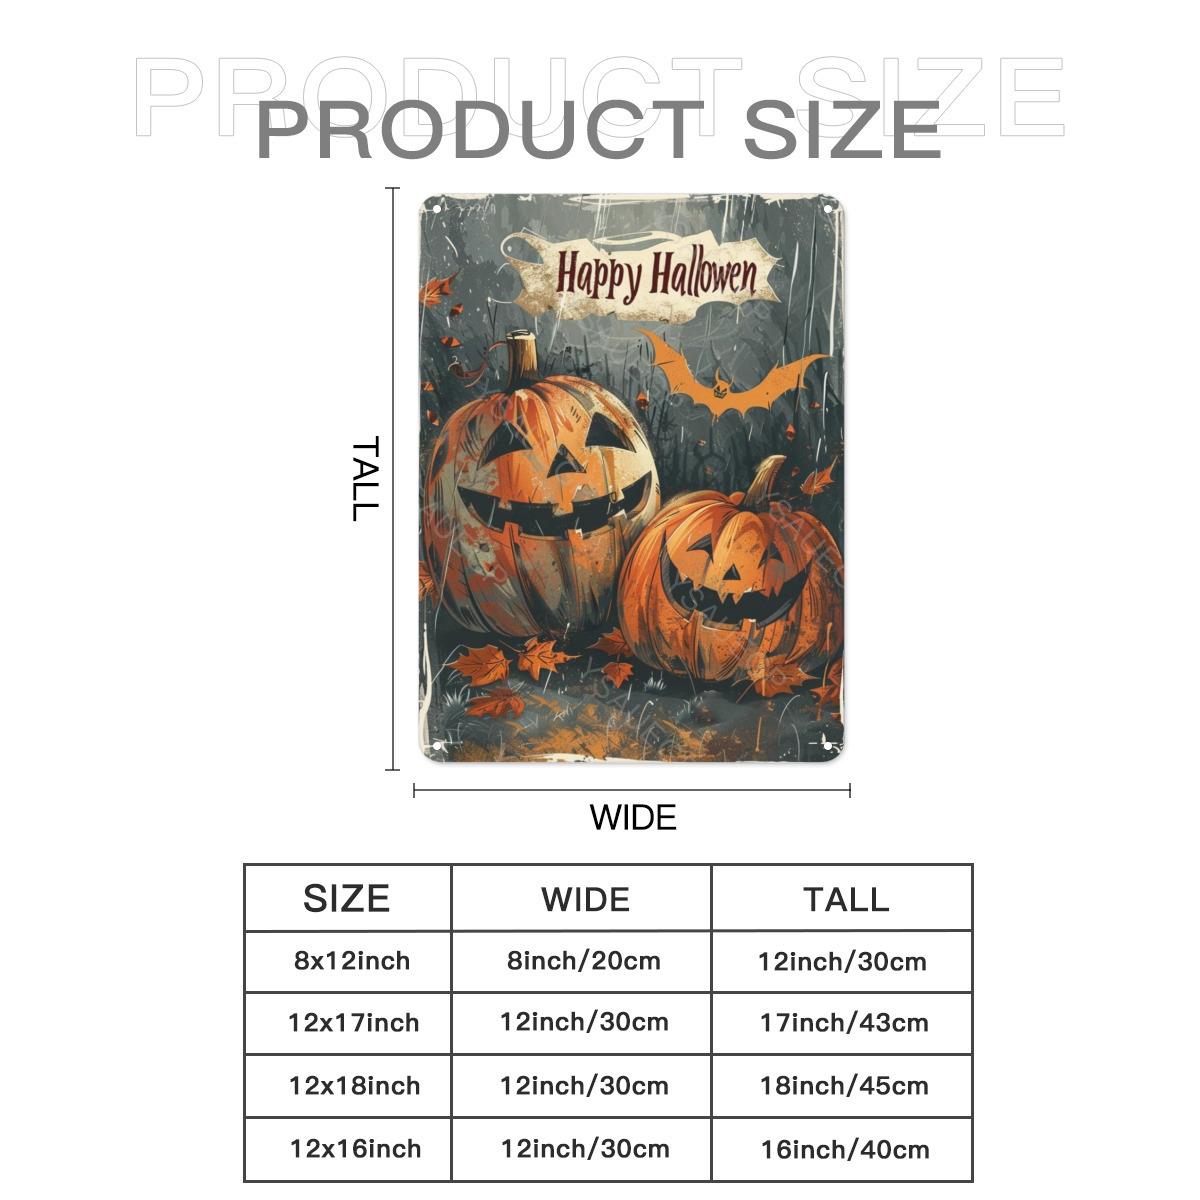 PRODUCT SIZE
PRODUCT SIZE
Happy Hallowen
TALL
WIDE
SIZE WIDE TALL
8x12inch 8inch/20cm 12inch/30cm
12x17inch 12inch/30cm 17inch/43cm
12x18inch 12inch/30cm 18inch/45cm
12x16inch 12inch/30cm 16inch/40cm